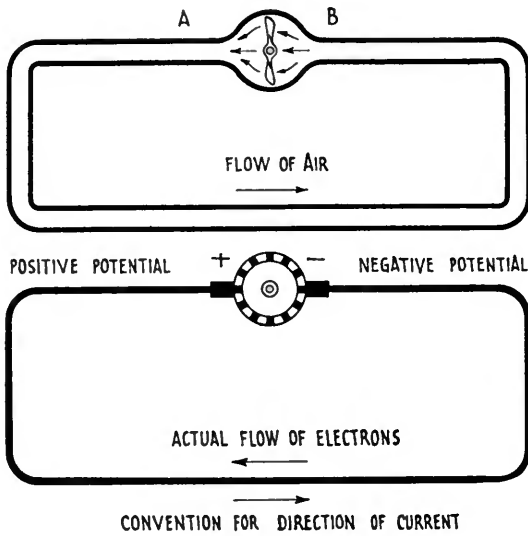 A B
FLOW OF AIR
POSITIVE POTENTIAL + − NEGATIVE POTENTIAL
ACTUAL FLOW OF ELECTRONS
CONVENTION FOR DIRECTION OF CURRENT